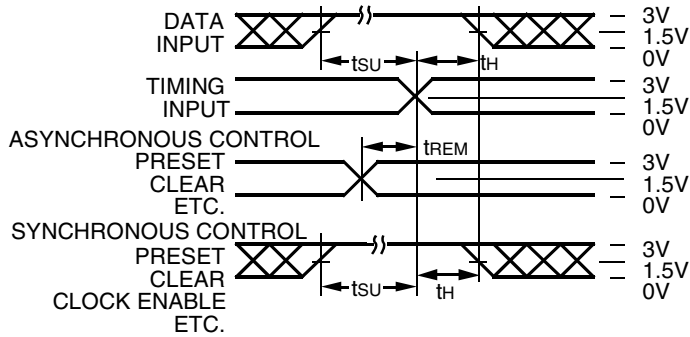 DATA
INPUT
tSU
tH
3V
1.5V
0V
TIMING
INPUT
3V
1.5V
0V
ASYNCHRONOUS CONTROL
PRESET
CLEAR
ETC.
tREM
3V
1.5V
0V
SYNCHRONOUS CONTROL
PRESET
CLEAR
CLOCK ENABLE
ETC.
tSU
tH
3V
1.5V
0V